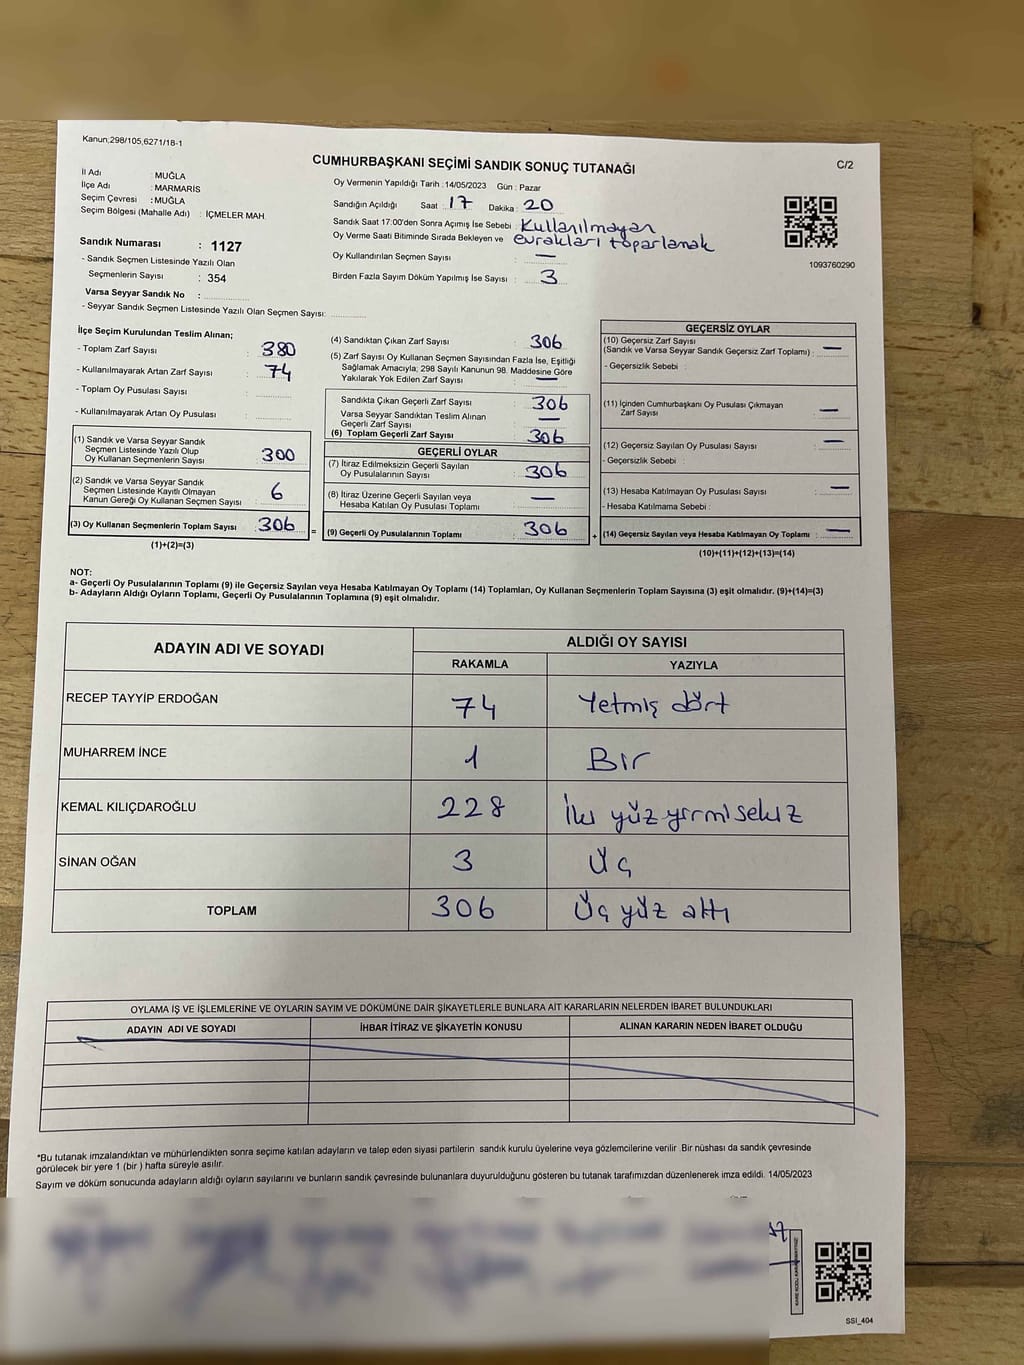 Kanun;298/105,6271/18-1
CUMHURBAŞKANI SEÇİMİ SANDIK SONUÇ TUTANAĞI
C/2
İl Adı : MUĞLA
İlçe Adı : MARMARİS
Seçim Çevresi : MUĞLA
Seçim Bölgesi (Mahalle Adı) : İÇMELER MAH.
Sandık Numarası : 1127
- Sandık Seçmen Listesinde Yazılı Olan
Seçmenlerin Sayısı : 354
Varsa Seyyar Sandık No :
- Seyyar Sandık Seçmen Listesinde Yazılı Olan Seçmen Sayısı:
Oy Vermenin Yapıldığı Tarih : 14/05/2023 Gün : Pazar
Sandığın Açıldığı Saat : 17 Dakika : 20
Sandık Saat 17:00'den Sonra Açımış İse Sebebi : Kullanılmayan
Oy Verme Saati Bitiminde Sırada Bekleyen ve evrakları toparlamak
Oy Kullandırılan Seçmen Sayısı : —
Birden Fazla Sayım Döküm Yapılmış İse Sayısı : 3
1093760290
İlçe Seçim Kurulundan Teslim Alınan;
- Toplam Zarf Sayısı : 380
- Kullanılmayarak Artan Zarf Sayısı : 74
- Toplam Oy Pusulası Sayısı :
- Kullanılmayarak Artan Oy Pusulası :
(1) Sandık ve Varsa Seyyar Sandık
Seçmen Listesinde Yazılı Olup
Oy Kullanan Seçmenlerin Sayısı : 300
(2) Sandık ve Varsa Seyyar Sandık
Seçmen Listesinde Kayıtlı Olmayan
Kanun Gereği Oy Kullanan Seçmen Sayısı : 6
(3) Oy Kullanan Seçmenlerin Toplam Sayısı : 306 =
(1)+(2)=(3)
(4) Sandıktan Çıkan Zarf Sayısı : 306
(5) Zarf Sayısı Oy Kullanan Seçmen Sayısından Fazla İse, Eşitliği
Sağlamak Amacıyla; 298 Sayılı Kanunun 98. Maddesine Göre
Yakılarak Yok Edilen Zarf Sayısı : —
Sandıkta Çıkan Geçerli Zarf Sayısı : 306
Varsa Seyyar Sandıktan Teslim Alınan
Geçerli Zarf Sayısı : —
(6) Toplam Geçerli Zarf Sayısı : 306
GEÇERLİ OYLAR
(7) İtiraz Edilmeksizin Geçerli Sayılan
Oy Pusulalarının Sayısı : 306
(8) İtiraz Üzerine Geçerli Sayılan veya
Hesaba Katılan Oy Pusulası Toplamı : —
(9) Geçerli Oy Pusulalarının Toplamı : 306 +
GEÇERSİZ OYLAR
(10) Geçersiz Zarf Sayısı
(Sandık ve Varsa Seyyar Sandık Geçersiz Zarf Toplamı) : —
- Geçersizlik Sebebi :
(11) İçinden Cumhurbaşkanı Oy Pusulası Çıkmayan
Zarf Sayısı : —
(12) Geçersiz Sayılan Oy Pusulası Sayısı : —
- Geçersizlik Sebebi :
(13) Hesaba Katılmayan Oy Pusulası Sayısı : —
- Hesaba Katılmama Sebebi :
(14) Geçersiz Sayılan veya Hesaba Katılmayan Oy Toplamı : —
(10)+(11)+(12)+(13)=(14)
NOT:
a- Geçerli Oy Pusulalarının Toplamı (9) ile Geçersiz Sayılan veya Hesaba Katılmayan Oy Toplamı (14) Toplamları, Oy Kullanan Seçmenlerin Toplam Sayısına (3) eşit olmalıdır. (9)+(14)=(3)
b- Adayların Aldığı Oyların Toplamı, Geçerli Oy Pusulalarının Toplamına (9) eşit olmalıdır.
ADAYIN ADI VE SOYADI
ALDIĞI OY SAYISI
RAKAMLA YAZIYLA
RECEP TAYYİP ERDOĞAN 74 Yetmiş dört
MUHARREM İNCE 1 Bir
KEMAL KILIÇDAROĞLU 228 İki yüz yirmi sekiz
SİNAN OĞAN 3 Üç
TOPLAM 306 Üç yüz altı
OYLAMA İŞ VE İŞLEMLERİNE VE OYLARIN SAYIM VE DÖKÜMÜNE DAİR ŞİKAYETLERLE BUNLARA AİT KARARLARIN NELERDEN İBARET BULUNDUKLARI
ADAYIN ADI VE SOYADI İHBAR İTİRAZ VE ŞİKAYETİN KONUSU ALINAN KARARIN NEDEN İBARET OLDUĞU
*Bu tutanak imzalandıktan ve mühürlendikten sonra seçime katılan adayların ve talep eden siyasi partilerin sandık kurulu üyelerine veya gözlemcilerine verilir .Bir nüshası da sandık çevresinde
görülecek bir yere 1 (bir ) hafta süreyle asılır.
Sayım ve döküm sonucunda adayların aldığı oyların sayılarını ve bunların sandık çevresinde bulunanlara duyurulduğunu gösteren bu tutanak tarafımızdan düzenlenerek imza edildi. 14/05/2023
SSI_404